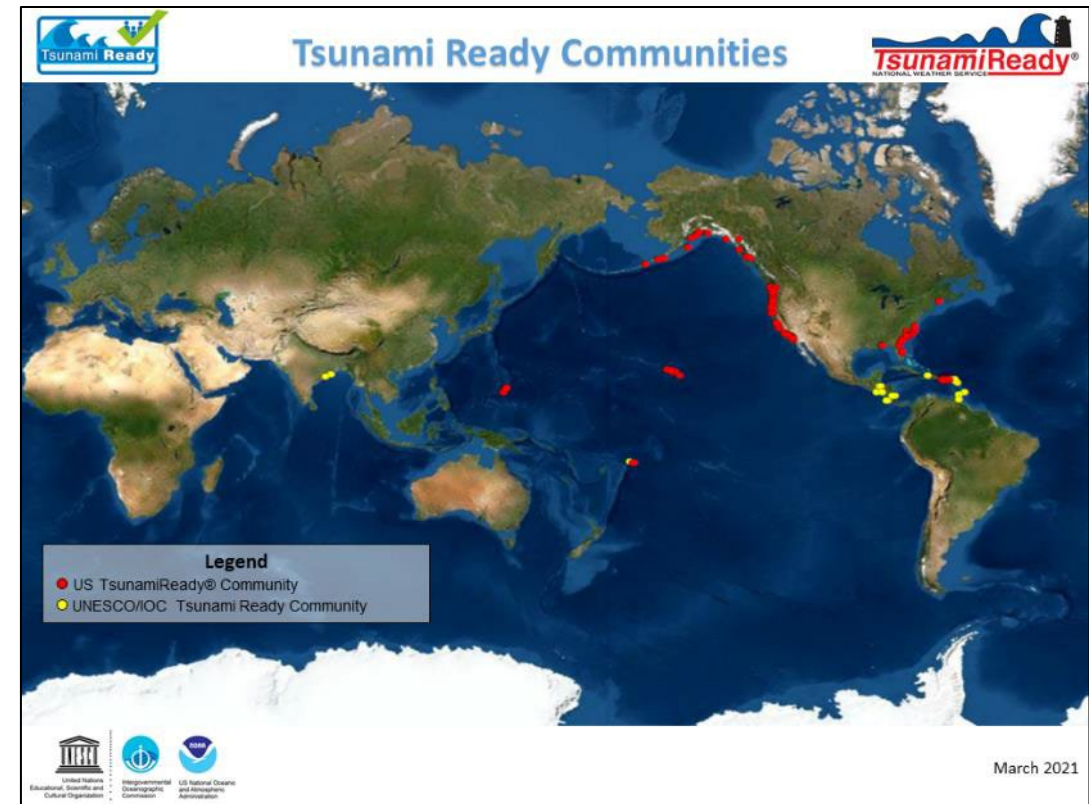 Tsunami Ready
Tsunami Ready Communities
TsunamiReady®
NATIONAL WEATHER SERVICE
Legend
US TsunamiReady® Community
UNESCO/IOC Tsunami Ready Community
United Nations
Educational, Scientific and
Cultural Organization
Intergovernmental
Oceanographic
Commission
NOAA
US National Oceanic
and Atmospheric
Administration
March 2021